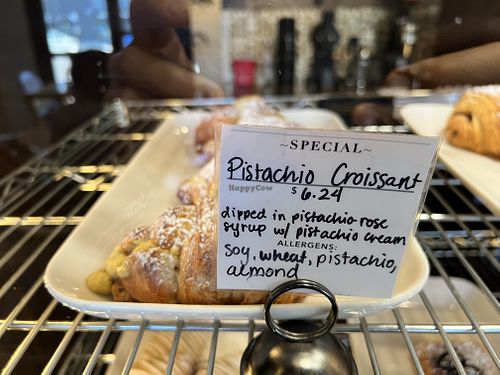 ~SPECIAL~
Pistachio Croissant
$ 6.24
HappyCow
dipped in pistachio rose
syrup w/ pistachio cream
ALLERGENS:
soy, wheat, pistachio,
almond